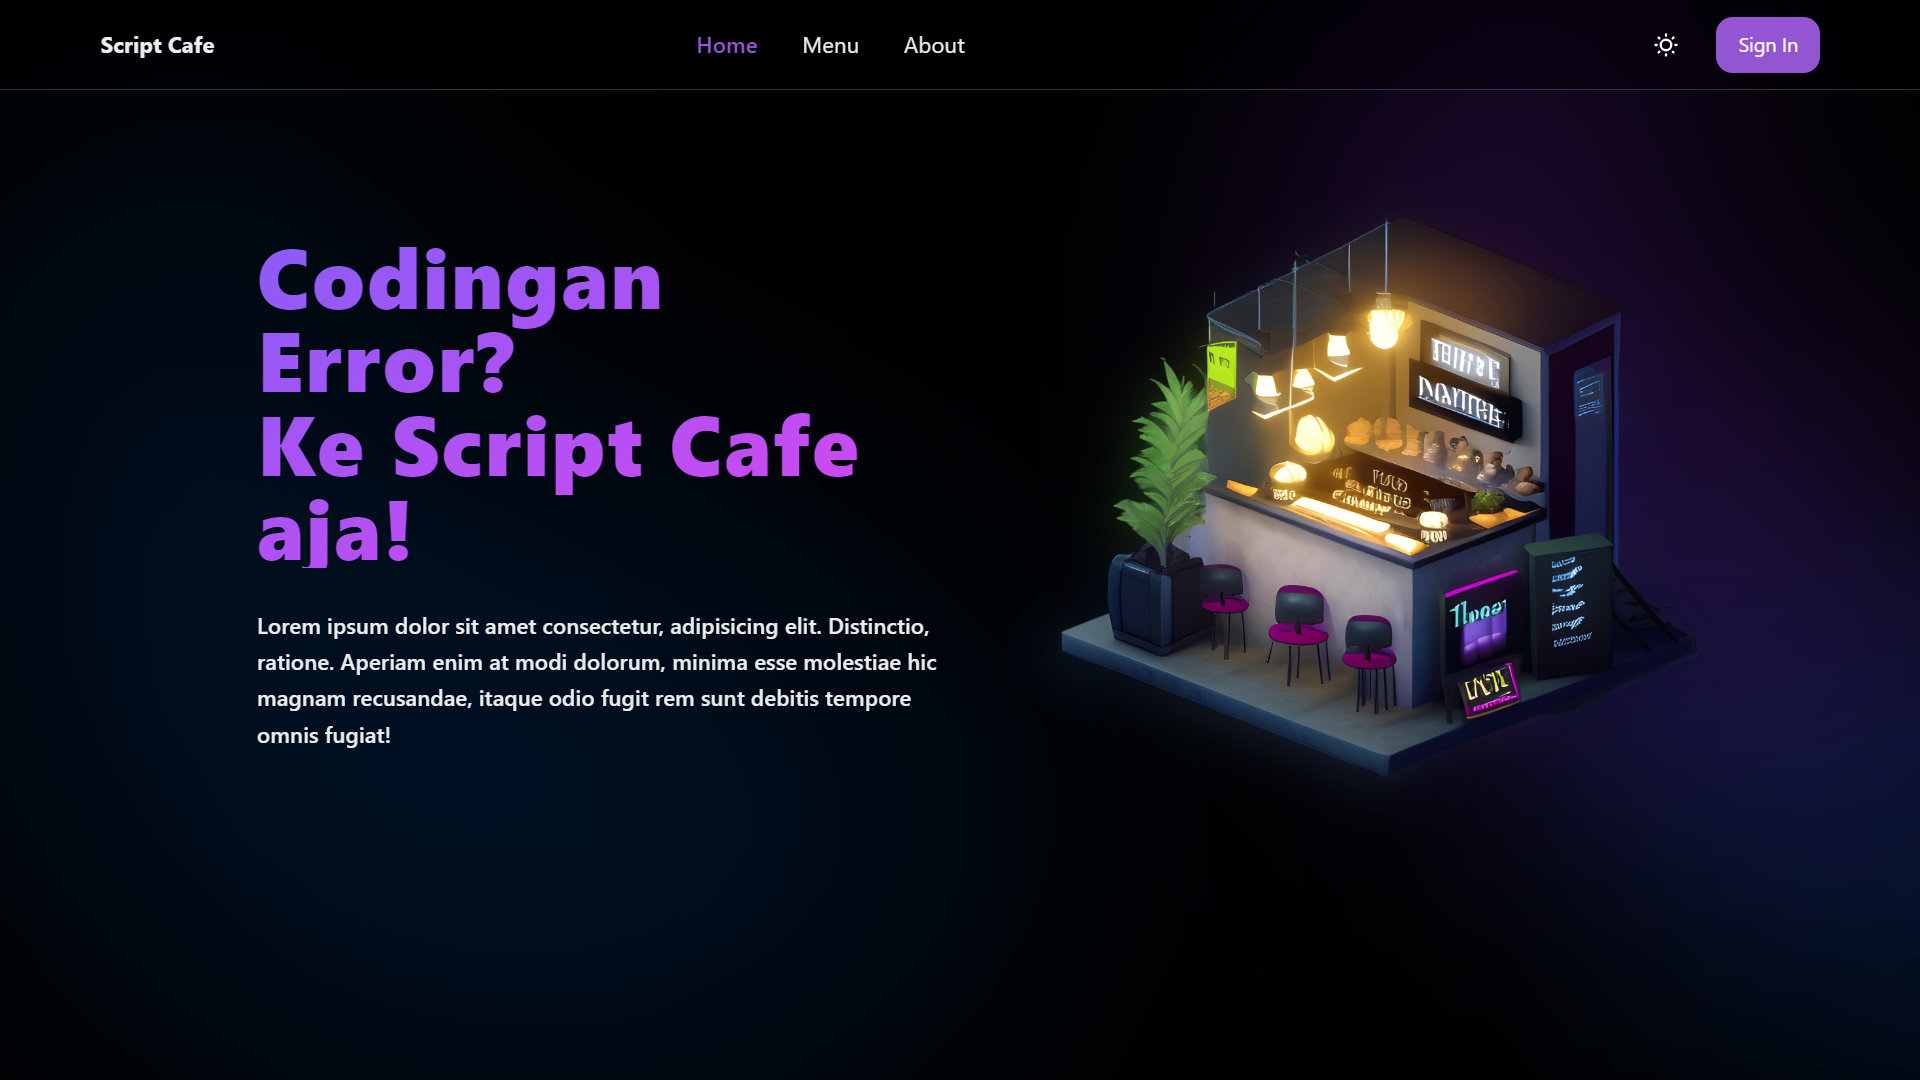 Script Cafe
Home
Menu
About
Sign In
Codingan
Error?
Ke Script Cafe
aja!
Lorem ipsum dolor sit amet consectetur, adipisicing elit. Distinctio,
ratione. Aperiam enim at modi dolorum, minima esse molestiae hic
magnam recusandae, itaque odio fugit rem sunt debitis tempore
omnis fugiat!